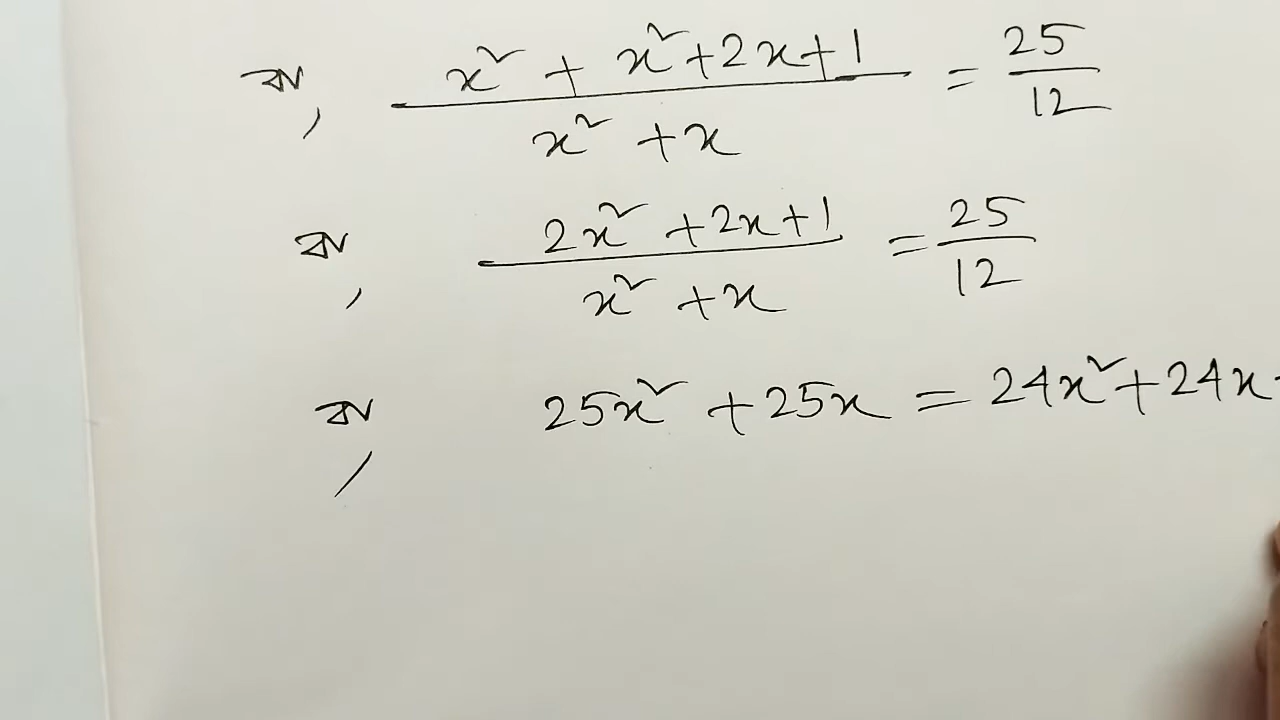 বা, x² + x² + 2x + 1 / x² + x = 25/12
বা, 2x² + 2x + 1 / x² + x = 25/12
বা, 25x² + 25x = 24x² + 24x